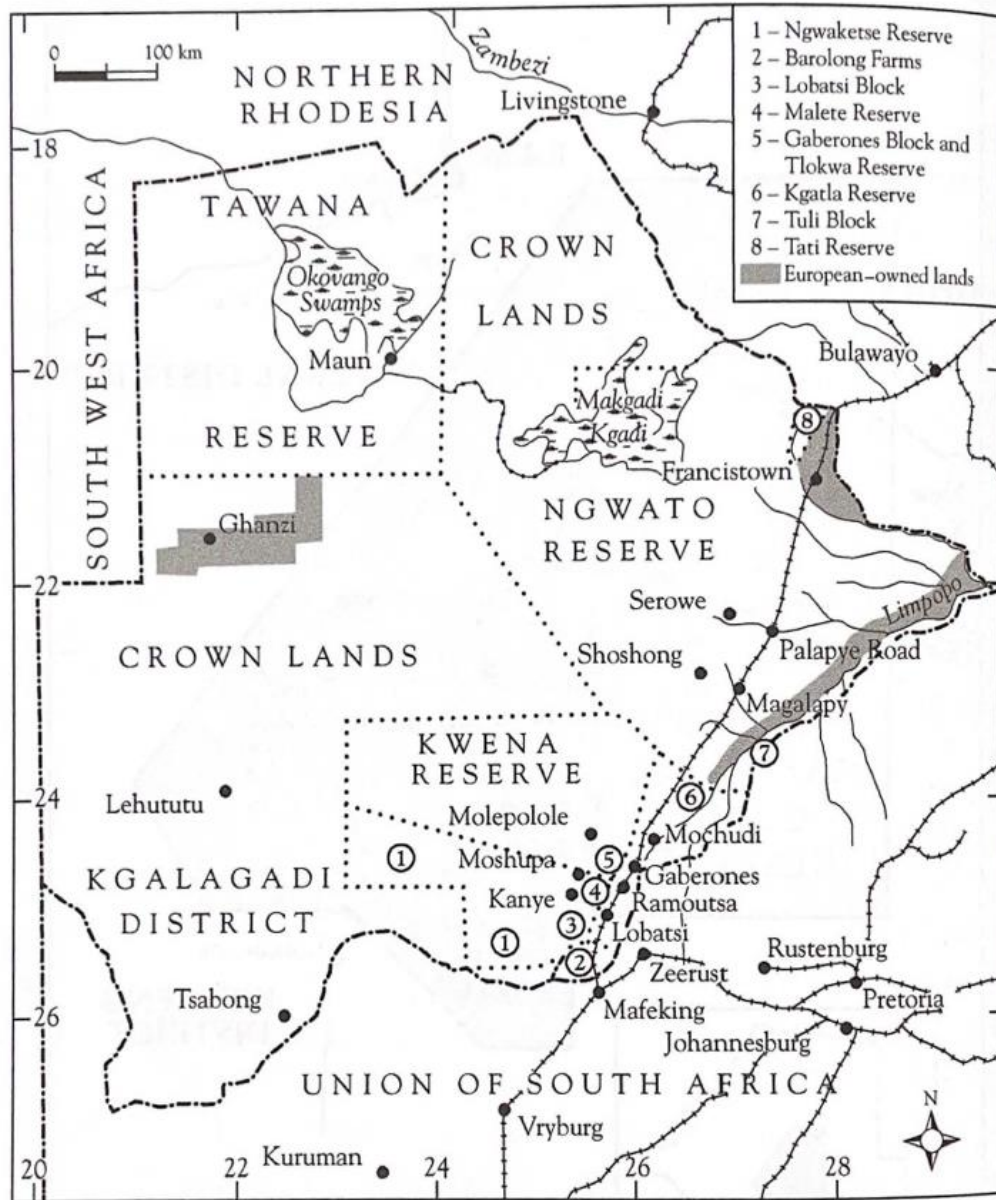 0 100 km
NORTHERN
RHODESIA
Zambezi
Livingstone
1 – Ngwaketse Reserve
2 – Barolong Farms
3 – Lobatsi Block
4 – Malete Reserve
5 – Gaberones Block and
Tlokwa Reserve
6 – Kgatla Reserve
7 – Tuli Block
8 – Tati Reserve
European-owned lands
18
SOUTH WEST AFRICA
TAWANA
Okovango
Swamps
Maun
RESERVE
CROWN
LANDS
20
Makgadi
Kgadi
Bulawayo
8
Francistown
Ghanzi
NGWATO
RESERVE
22
Serowe
Limpopo
Palapye Road
Shoshong
Magalapy
CROWN LANDS
KWENA
RESERVE
7
24
Lehututu
6
Molepolole
Mochudi
1
Moshupa
5
Gaberones
KGALAGADI
DISTRICT
Kanye
4
Ramoutsa
1
3
Lobatsi
2
Zeerust
Rustenburg
Pretoria
Tsabong
Mafeking
26
Johannesburg
UNION OF SOUTH AFRICA
Vryburg
Kuruman
N
20 22 24 26 28